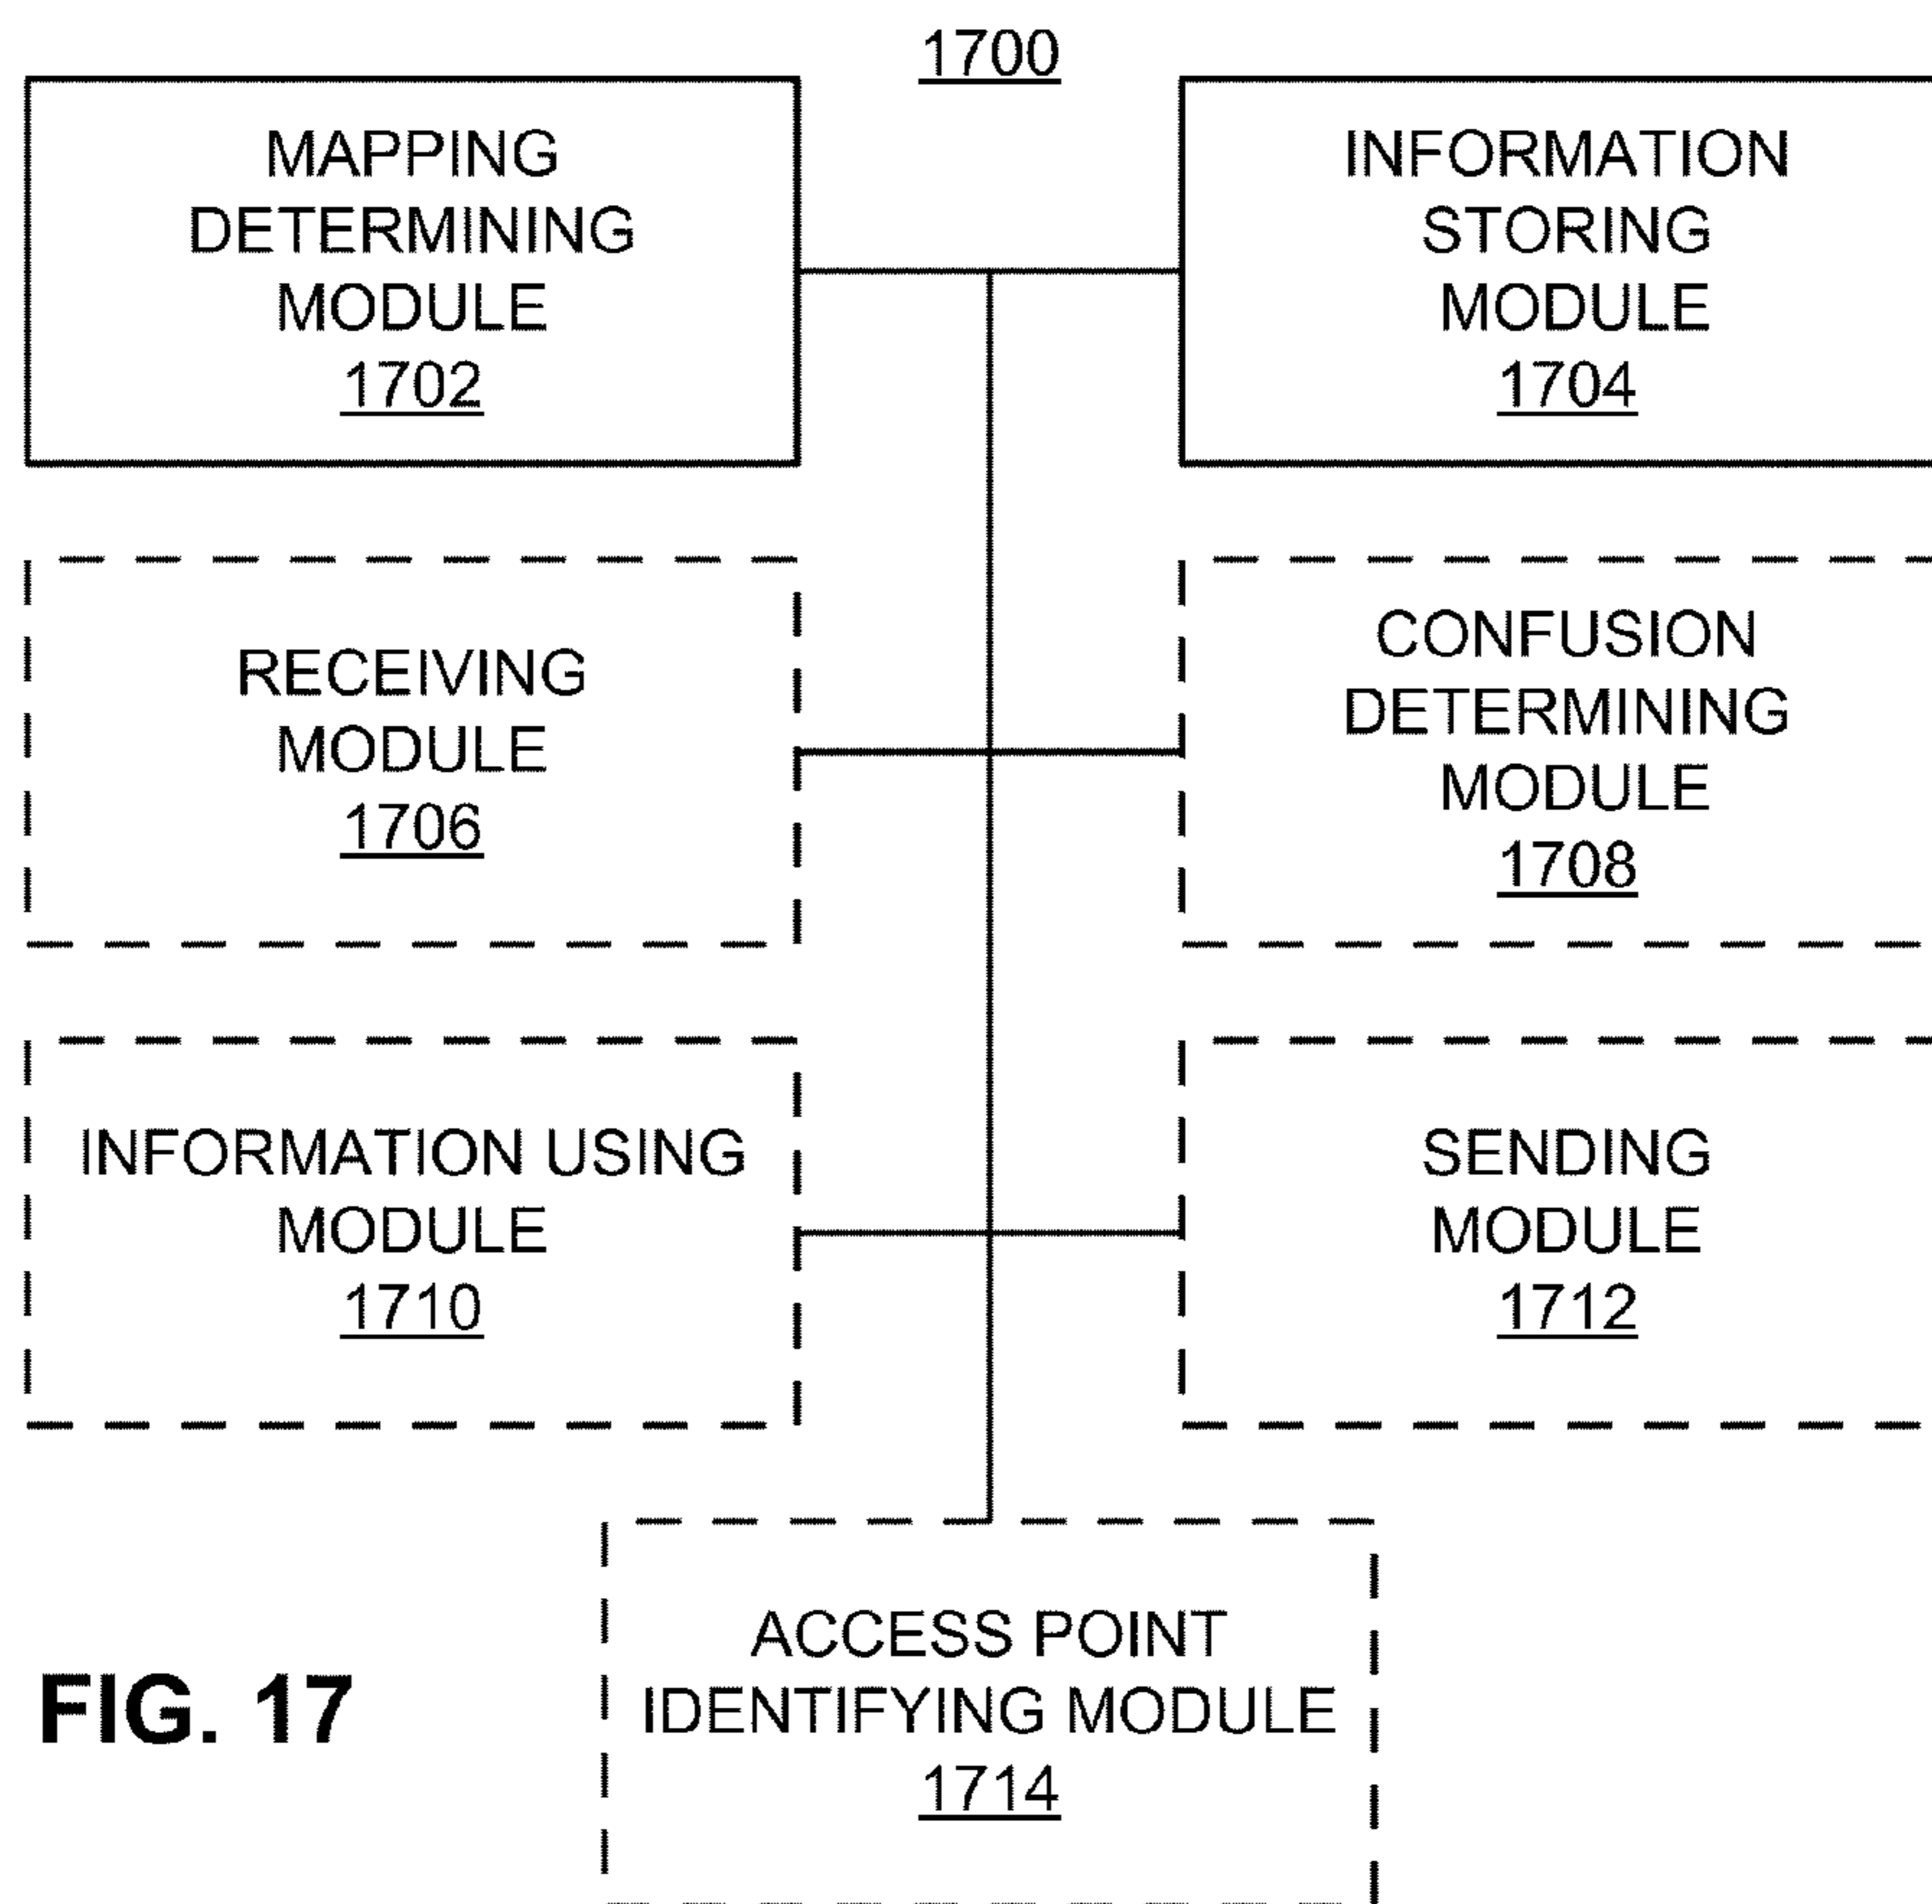 1700
MAPPING
DETERMINING
MODULE
1702
INFORMATION
STORING
MODULE
1704
RECEIVING
MODULE
1706
CONFUSION
DETERMINING
MODULE
1708
INFORMATION USING
MODULE
1710
SENDING
MODULE
1712
ACCESS POINT
IDENTIFYING MODULE
1714
FIG. 17